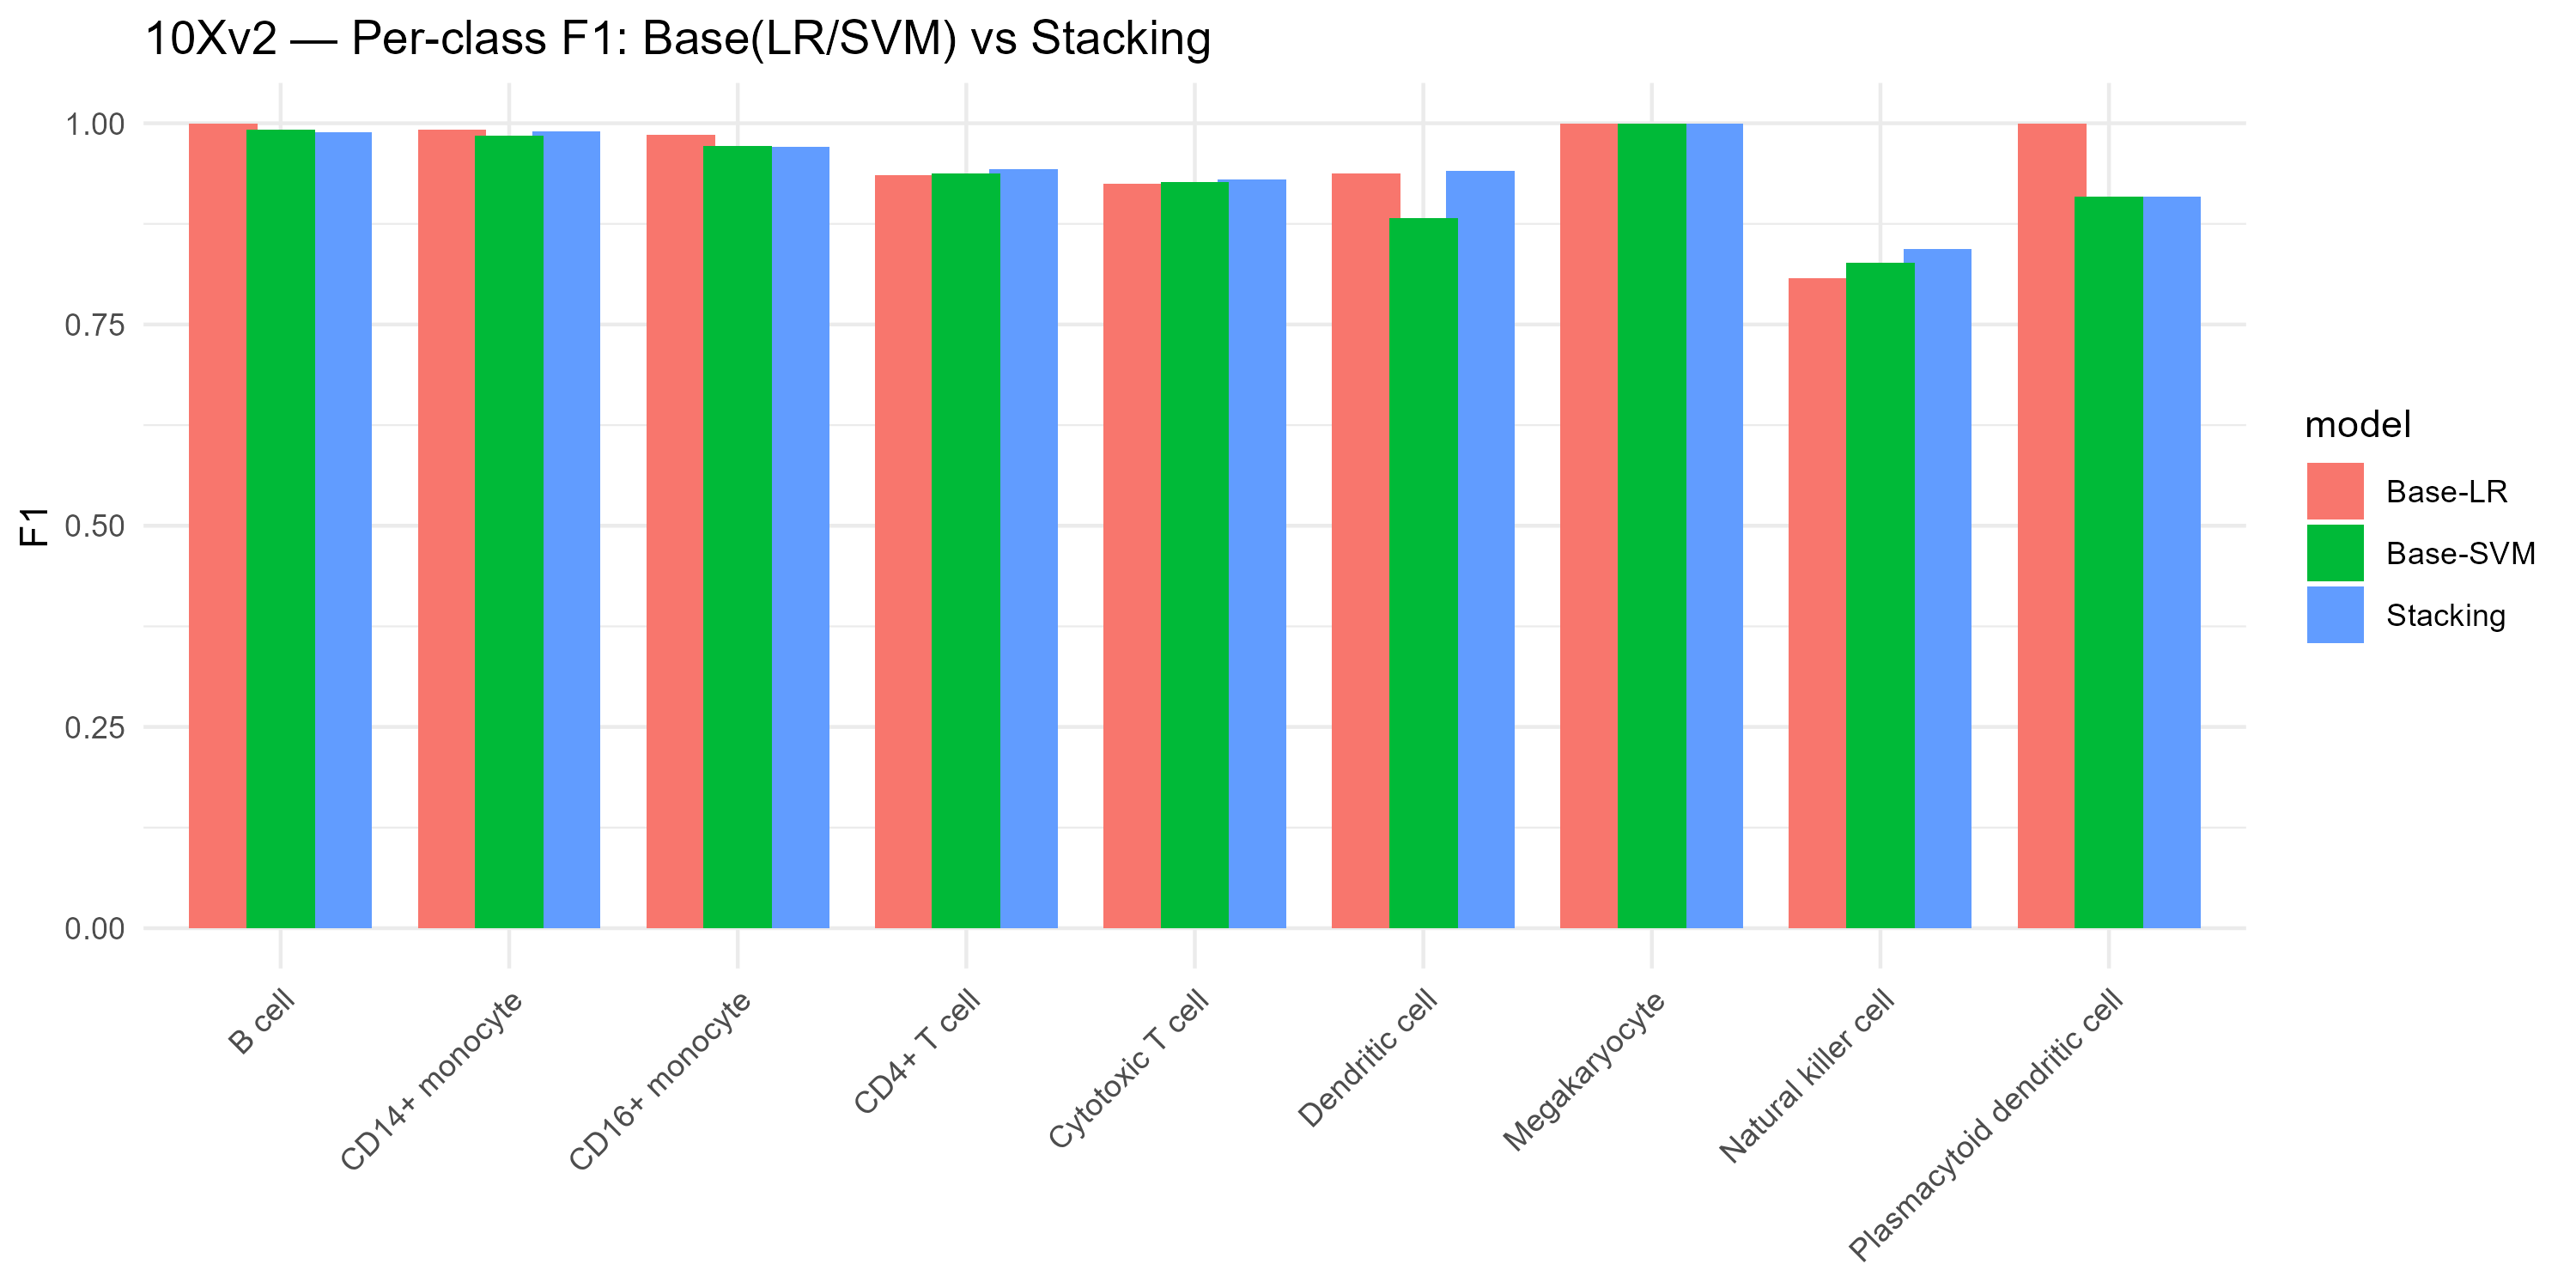 10Xv2 — Per-class F1: Base(LR/SVM) vs Stacking
F1
1.00
0.75
0.50
0.25
0.00
B cell
CD14+ monocyte
CD16+ monocyte
CD4+ T cell
Cytotoxic T cell
Dendritic cell
Megakaryocyte
Natural killer cell
Plasmacytoid dendritic cell
model
Base-LR
Base-SVM
Stacking